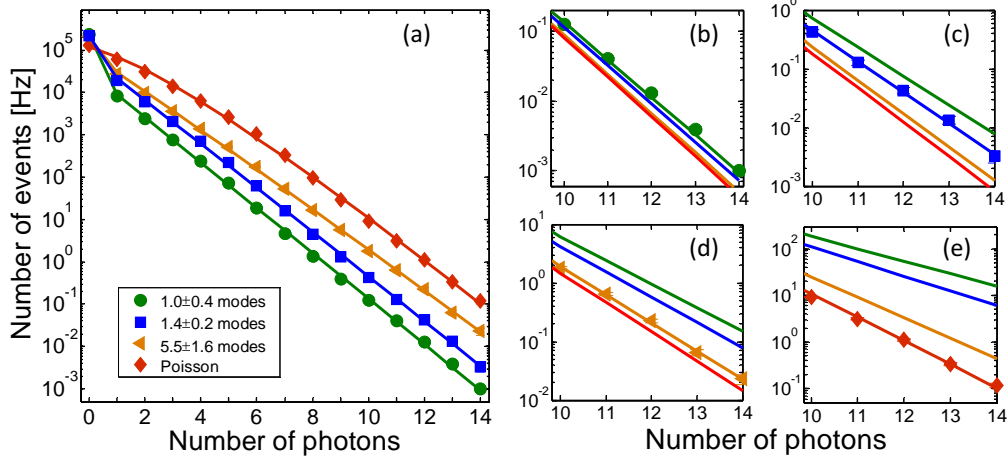 (a)
Number of events [Hz]
10^5
10^4
10^3
10^2
10^1
10^0
10^-1
10^-2
10^-3
1.0±0.4 modes
1.4±0.2 modes
5.5±1.6 modes
Poisson
0 2 4 6 8 10 12 14
Number of photons
(b)
10^-1
10^-2
10^-3
10 11 12 13 14
(c)
10^0
10^-1
10^-2
10^-3
10 11 12 13 14
(d)
10^1
10^0
10^-1
10^-2
10 11 12 13 14
(e)
10^2
10^1
10^0
10^-1
10 11 12 13 14
Number of photons